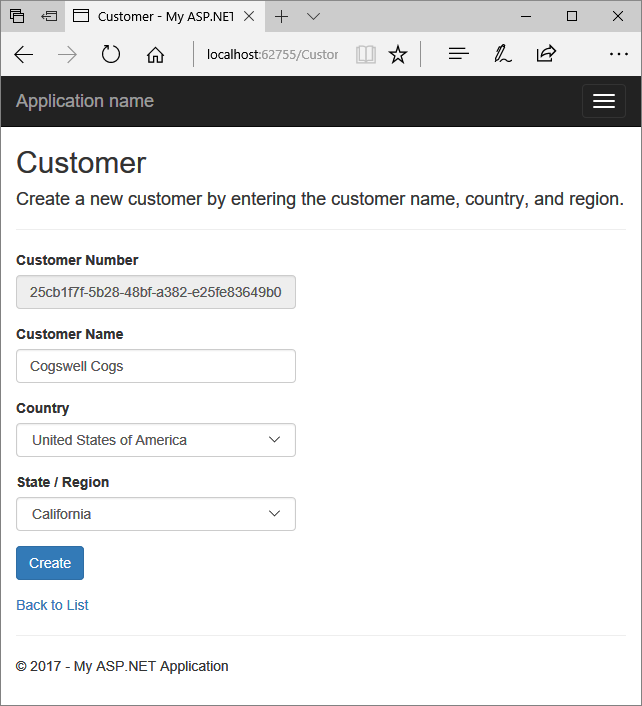 Customer - My ASP.NET
localhost:62755/Custor
Application name
Customer
Create a new customer by entering the customer name, country, and region.
Customer Number
25cb1f7f-5b28-48bf-a382-e25fe83649b0
Customer Name
Cogswell Cogs
Country
United States of America
State / Region
California
Create
Back to List
© 2017 - My ASP.NET Application